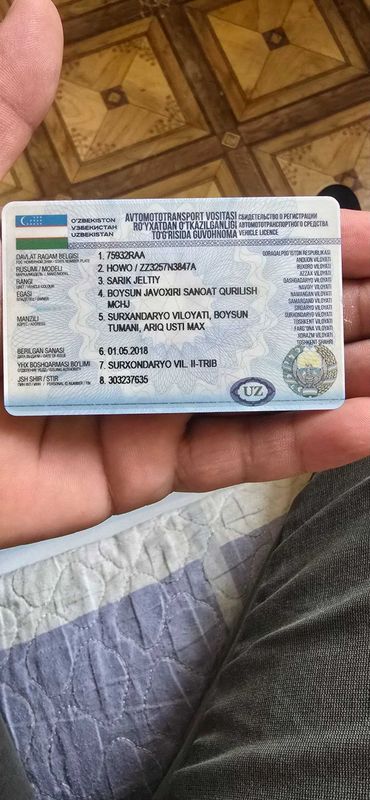 O'ZBEKISTON
УЗБЕКИСТАН
UZBEKISTAN
AVTOMOTOTRANSPORT VOSITASI
RO'YXATDAN O'TKAZILGANLIGI
TO'G'RISIDA GUVOHNOMA
СВИДЕТЕЛЬСТВО О РЕГИСТРАЦИИ
АВТОМОТОТРАНСПОРТНОГО СРЕДСТВА
VEHICLE LICENCE
DAVLAT RAQAM BELGISI 1. 75932RAA
RUSUMI / MODELI 2. HOWO / ZZ3257N3847A
RANGI 3. SARIK JELTIY
EGASI 4. BOYSUN JAVOXIRI SANOAT QURILISH
MCHJ
MANZILI 5. SURXANDARYO VILOYATI, BOYSUN
TUMANI, ARIQ USTI MAX
BERILGAN SANASI 6. 01.05.2018
YHX BOSHQARMASI BO'LIMI 7. SURXONDARYO VIL. II-TRIB
JSH SHIR / STIR 8. 303237635
QORAQALPOG'ISTON RESPUBLIKASI
ANDIJON VILOYATI
BUXORO VILOYATI
JIZZAX VILOYATI
QASHQADARYO VILOYATI
NAVOIY VILOYATI
NAMANGAN VILOYATI
SAMARQAND VILOYATI
SIRDARYO VILOYATI
SURXONDARYO VILOYATI
TOSHKENT VILOYATI
FARG'ONA VILOYATI
XORAZM VILOYATI
TOSHKENT SHAHRI
UZ